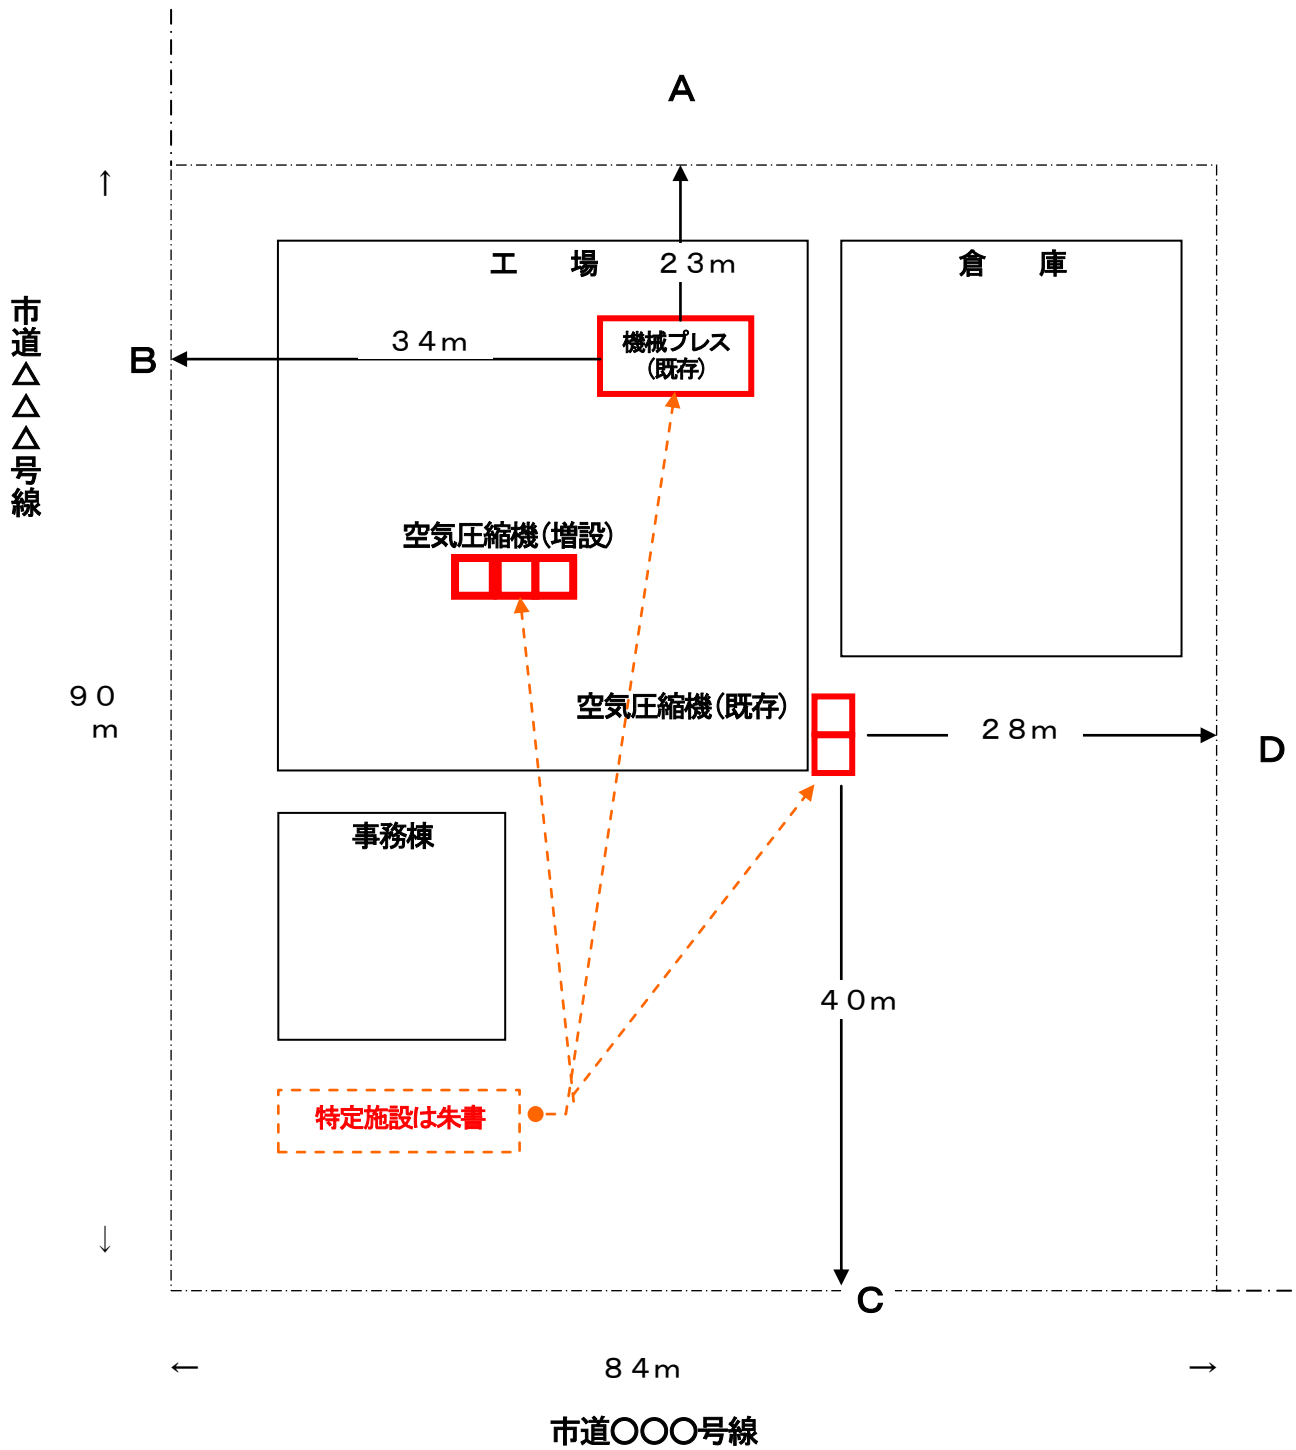 A
↑
工　場
２３ｍ
倉　庫
市道△△△号線
３４ｍ
B
機械プレス
（既存）
空気圧縮機（増設）
９０
ｍ
空気圧縮機（既存）
２８ｍ
D
事務棟
４０ｍ
特定施設は朱書
↓
C
←
８４ｍ
→
市道〇〇〇号線